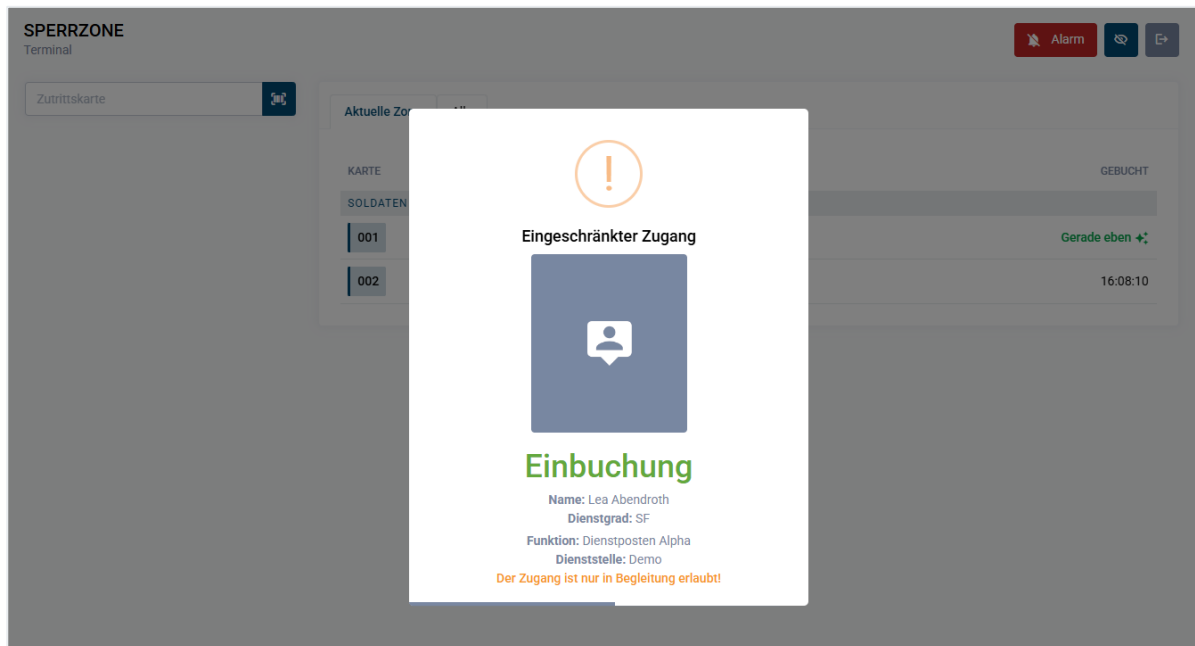 SPERRZONE
Terminal
Alarm
Zutrittskarte
Aktuelle
KARTE
GEBUCHT
SOLDATEN
001
Gerade eben
002
16:08:10
Eingeschränkter Zugang
Einbuchung
Name: Lea Abendroth
Dienstgrad: SF
Funktion: Dienstposten Alpha
Dienststelle: Demo
Der Zugang ist nur in Begleitung erlaubt!